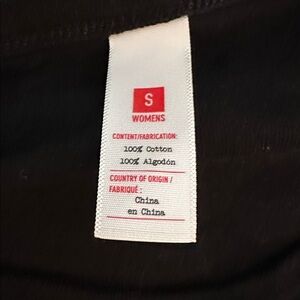 S
WOMENS
CONTENT/FABRICATION:
100% Cotton
100% Algodón
COUNTRY OF ORIGIN /
FABRIQUÉ :
China
en China